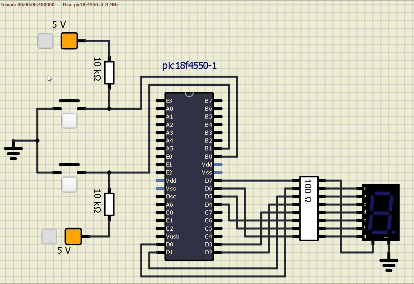 5 V
10 kΩ
pic18f4550-1
E3
A0
A1
A2
A3
A4
A5
E0
E1
E2
Vdd
Vss
Osc
A6
C0
C1
C2
Vusb
D0
D1
B7
B6
B5
B4
B3
B2
B1
B0
Vdd
Vss
D7
D6
D5
D4
C7
C6
C5
C4
D3
D2
100 Ω
10 kΩ
5 V